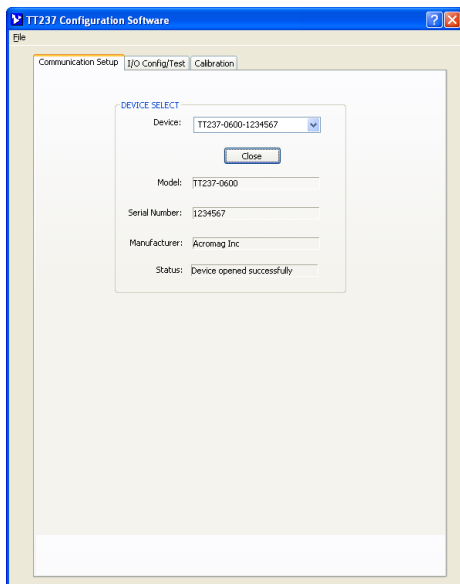 TT237 Configuration Software
File
Communication Setup I/O Config/Test Calibration
DEVICE SELECT
Device: TT237-0600-1234567
Close
Model: TT237-0600
Serial Number: 1234567
Manufacturer: Acromag Inc
Status: Device opened successfully